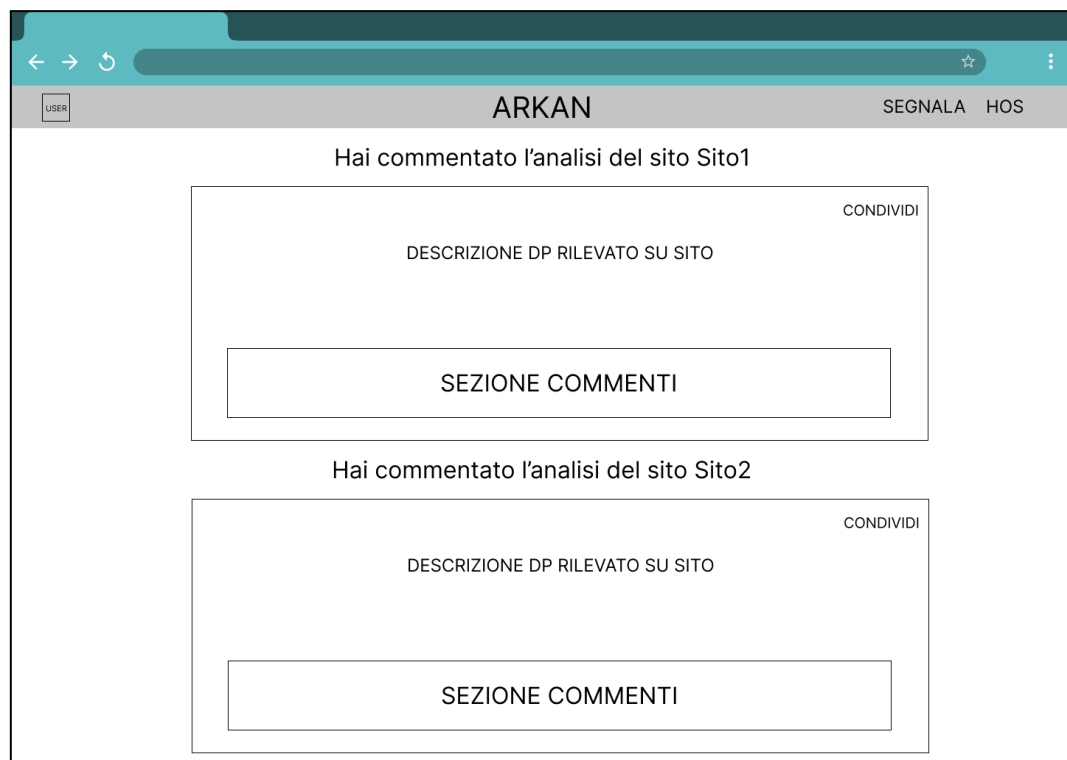 USER ARKAN SEGNALA HOS
Hai commentato l’analisi del sito Sito1
CONDIVIDI
DESCRIZIONE DP RILEVATO SU SITO
SEZIONE COMMENTI
Hai commentato l’analisi del sito Sito2
CONDIVIDI
DESCRIZIONE DP RILEVATO SU SITO
SEZIONE COMMENTI